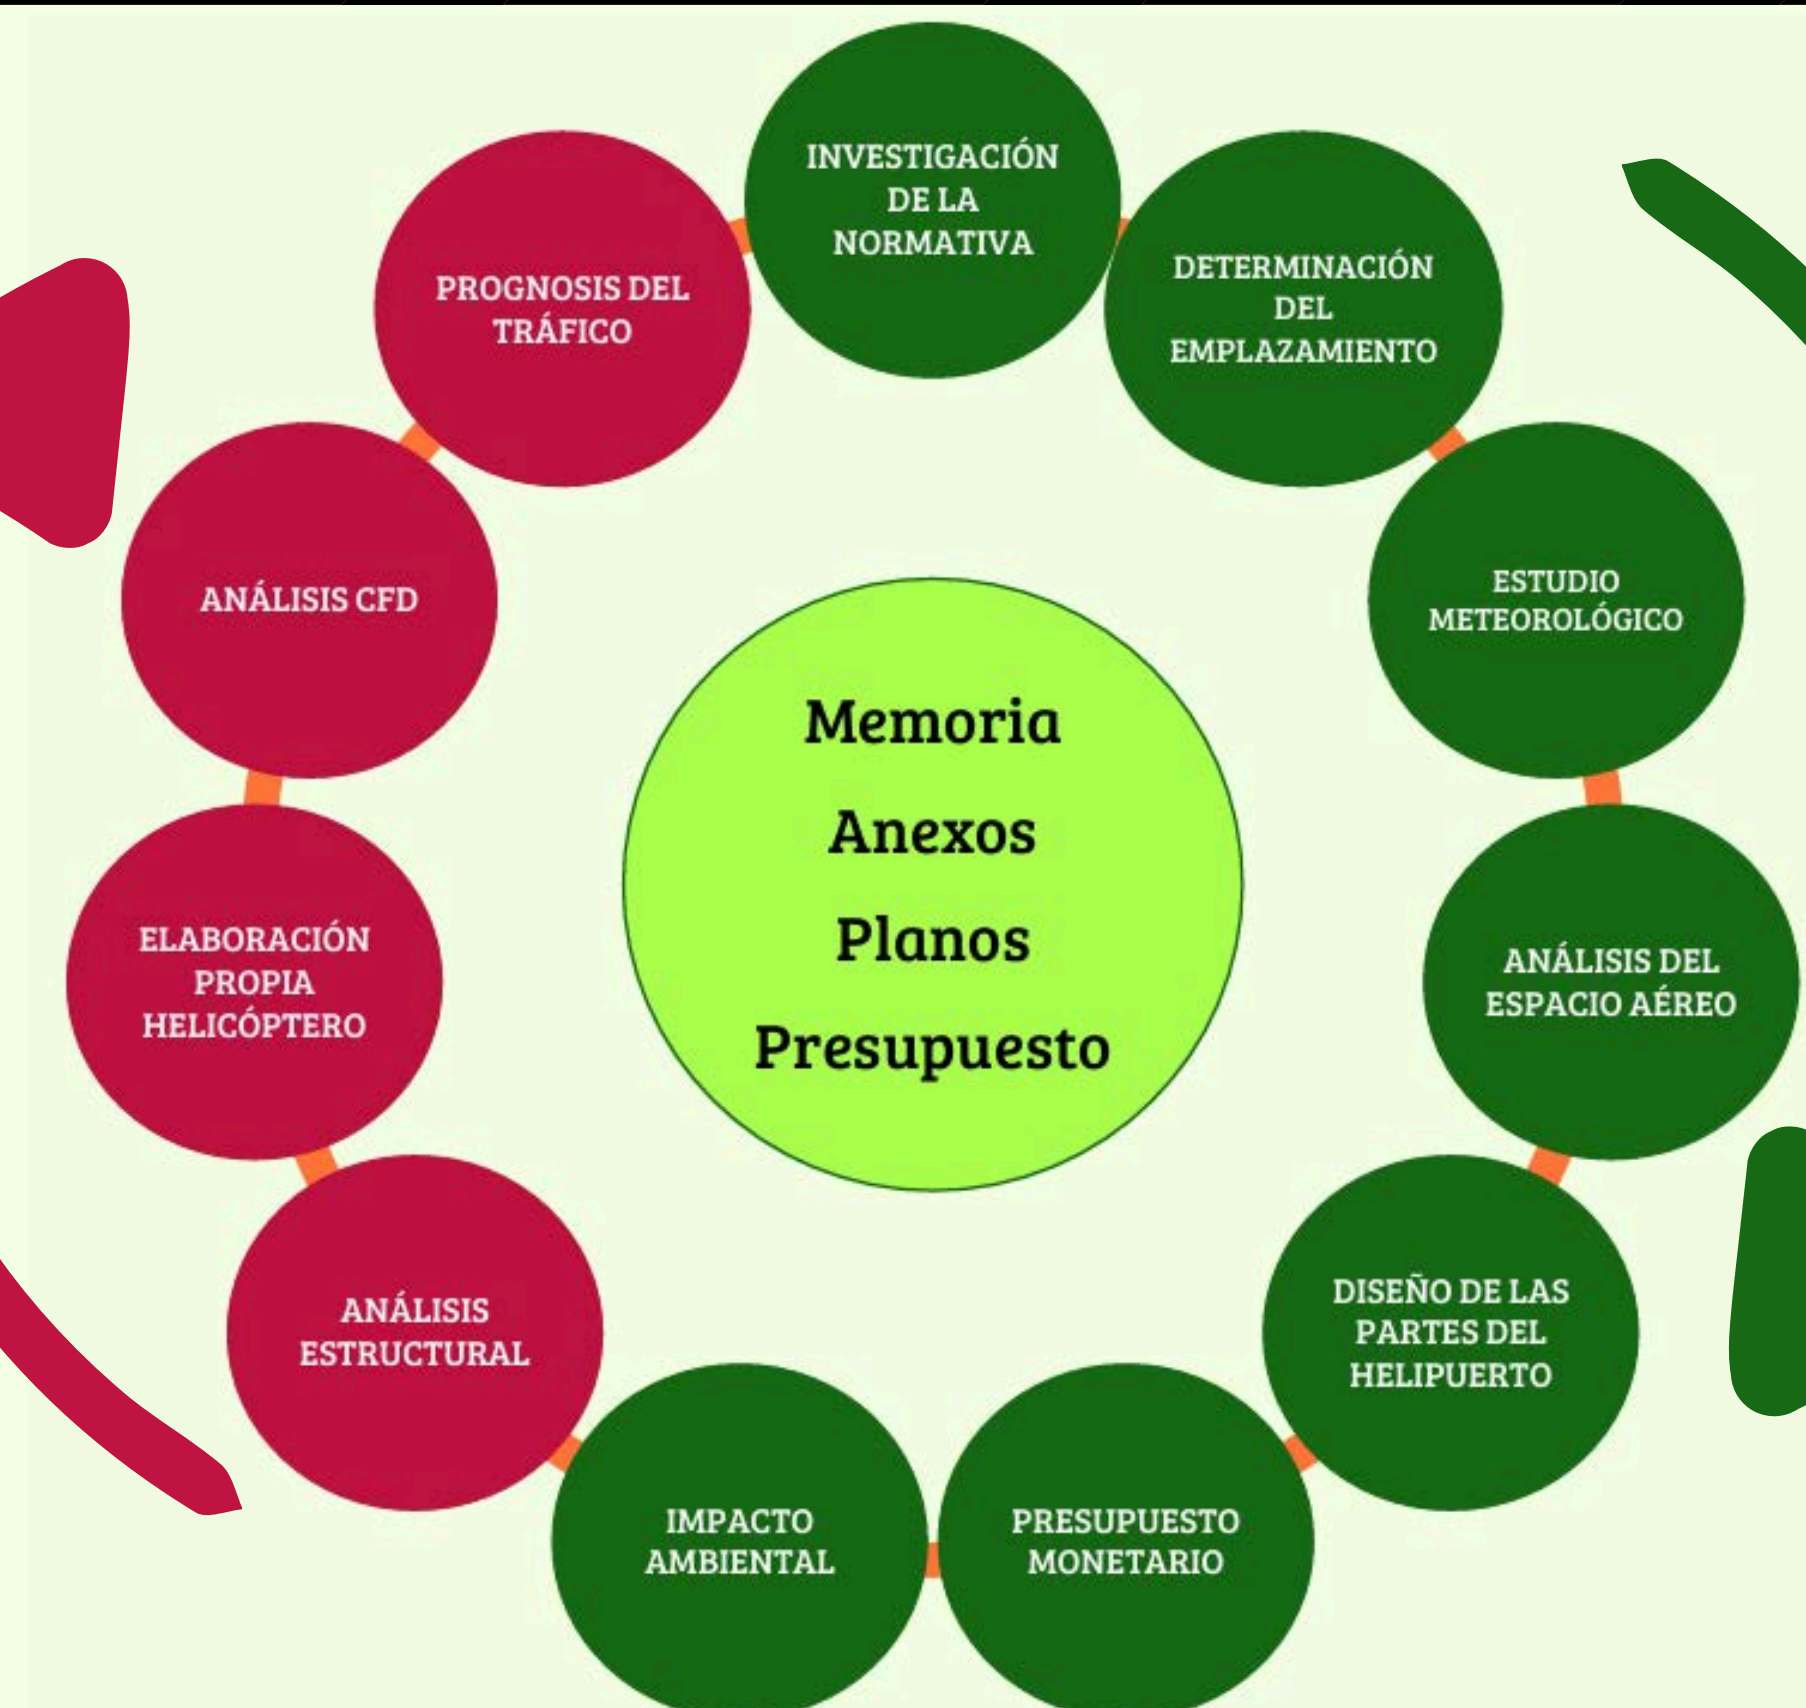 INVESTIGACIÓN
DE LA
NORMATIVA
DETERMINACIÓN
DEL
EMPLAZAMIENTO
ESTUDIO
METEOROLÓGICO
ANÁLISIS DEL
ESPACIO AÉREO
DISEÑO DE LAS
PARTES DEL
HELIPUERTO
PRESUPUESTO
MONETARIO
IMPACTO
AMBIENTAL
ANÁLISIS
ESTRUCTURAL
ELABORACIÓN
PROPIA
HELICÓPTERO
ANÁLISIS CFD
PROGNOSIS DEL
TRÁFICO
Memoria
Anexos
Planos
Presupuesto